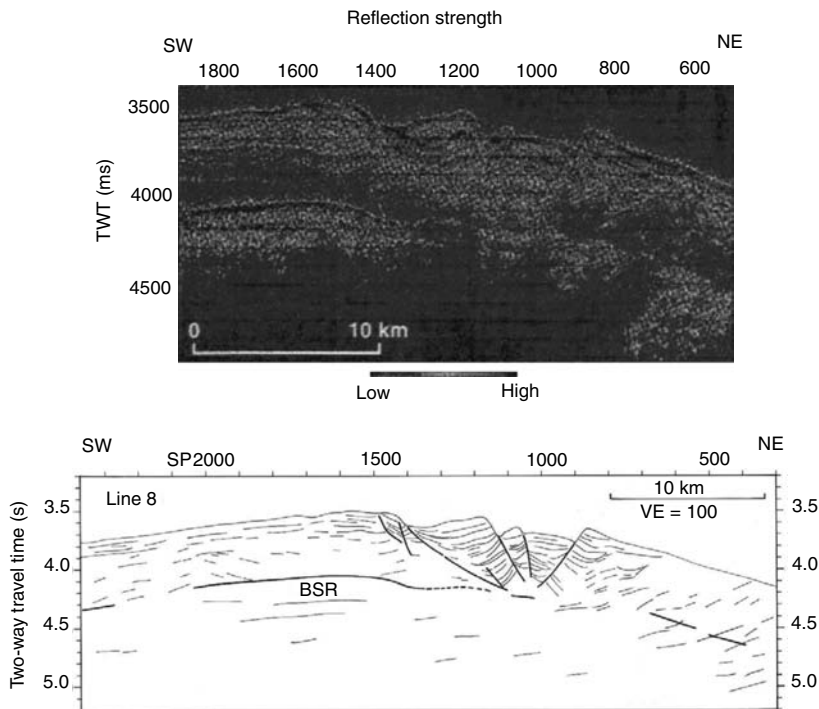 Reflection strength
SW NE
1800 1600 1400 1200 1000 800 600
3500
4000
4500
TWT (ms)
0 10 km
Low High
SW NE
SP2000 1500 1000 500
Line 8
10 km
VE = 100
3.5 3.5
4.0 4.0
BSR
4.5 4.5
5.0 5.0
Two-way travel time (s)